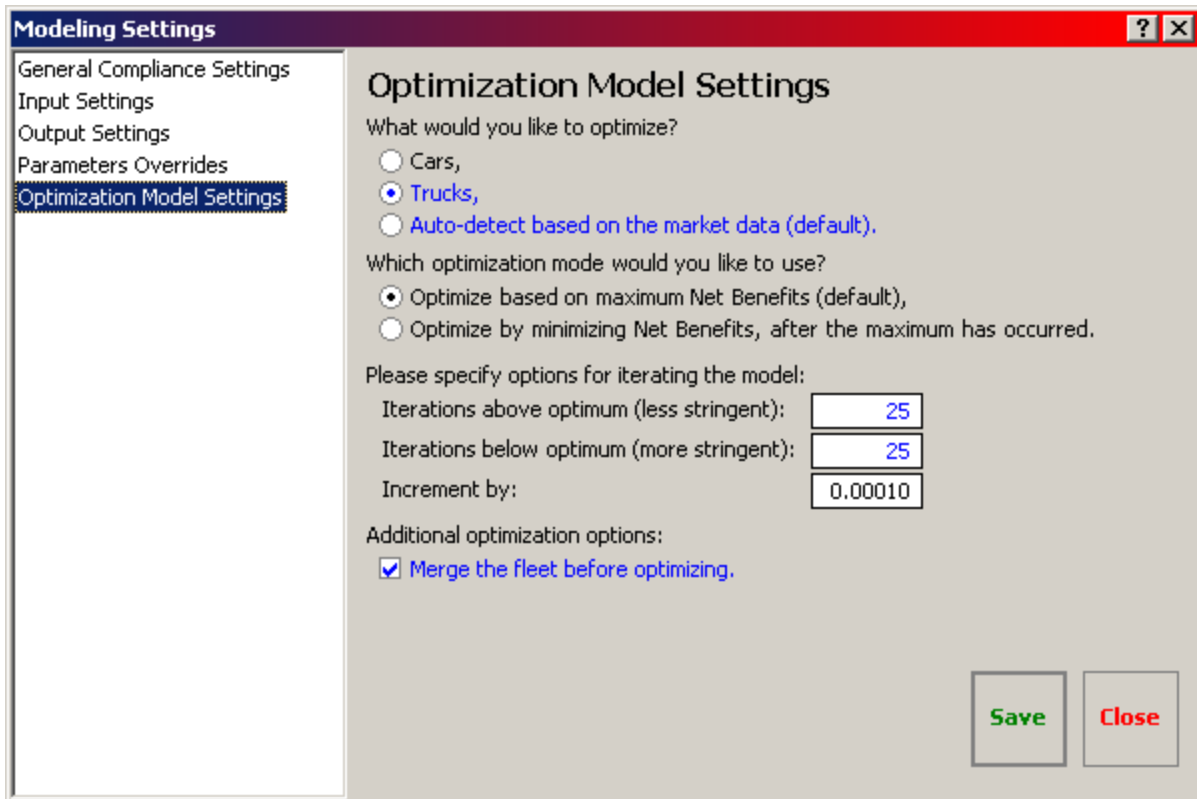 Modeling Settings
General Compliance Settings
Input Settings
Output Settings
Parameters Overrides
Optimization Model Settings
Optimization Model Settings
What would you like to optimize?
Cars,
Trucks,
Auto-detect based on the market data (default).
Which optimization mode would you like to use?
Optimize based on maximum Net Benefits (default),
Optimize by minimizing Net Benefits, after the maximum has occurred.
Please specify options for iterating the model:
Iterations above optimum (less stringent): 25
Iterations below optimum (more stringent): 25
Increment by: 0.00010
Additional optimization options:
Merge the fleet before optimizing.
Save Close